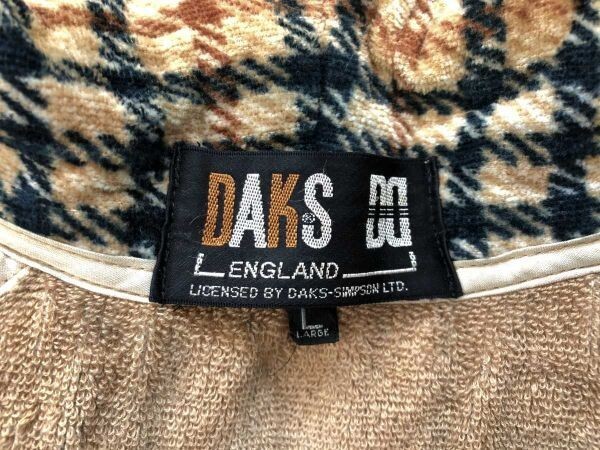 DAKS®
ENGLAND
LICENSED BY DAKS-SIMPSON LTD.
L
LARGE